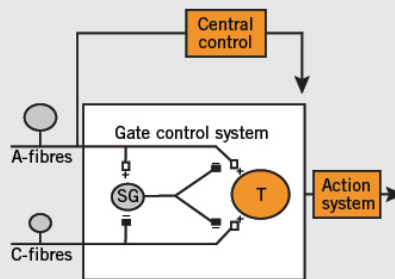 Central
control
Gate control system
A-fibres
+
+
SG
T
Action
system
–
–
–
+
C-fibres